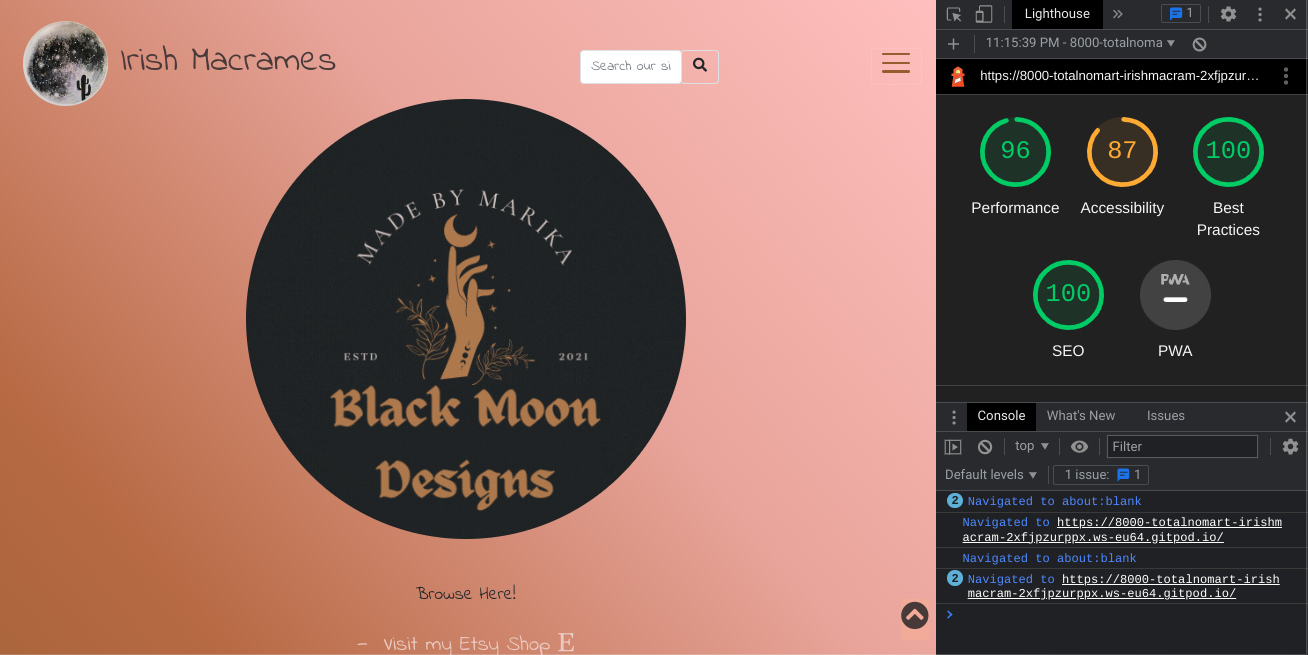 Irish Macrames
Search our si
MADE BY MARIKA
ESTD 2021
Black Moon
Designs
Browse Here!
– Visit my Etsy Shop E
Lighthouse
1
11:15:39 PM - 8000-totalnoma
https://8000-totalnomart-irishmacram-2xfjpzur…
96
87
100
Performance
Accessibility
Best
Practices
100
PWA
SEO
PWA
Console What's New Issues
top Filter
Default levels 1 issue: 1
2 Navigated to about:blank
Navigated to https://8000-totalnomart-irishm
acram-2xfjpzurppx.ws-eu64.gitpod.io/
Navigated to about:blank
2 Navigated to https://8000-totalnomart-irish
macram-2xfjpzurppx.ws-eu64.gitpod.io/